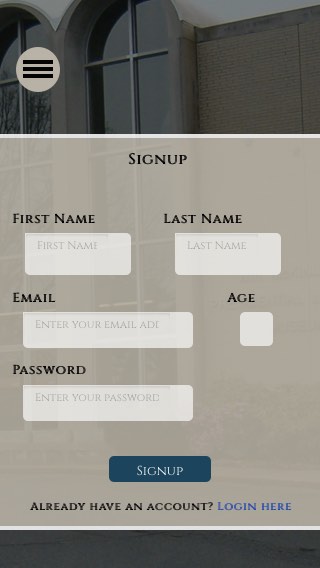 Signup
First Name Last Name
First Name Last Name
Email Age
Enter your email add
Password
Enter your password
Signup
Already have an account? Login here